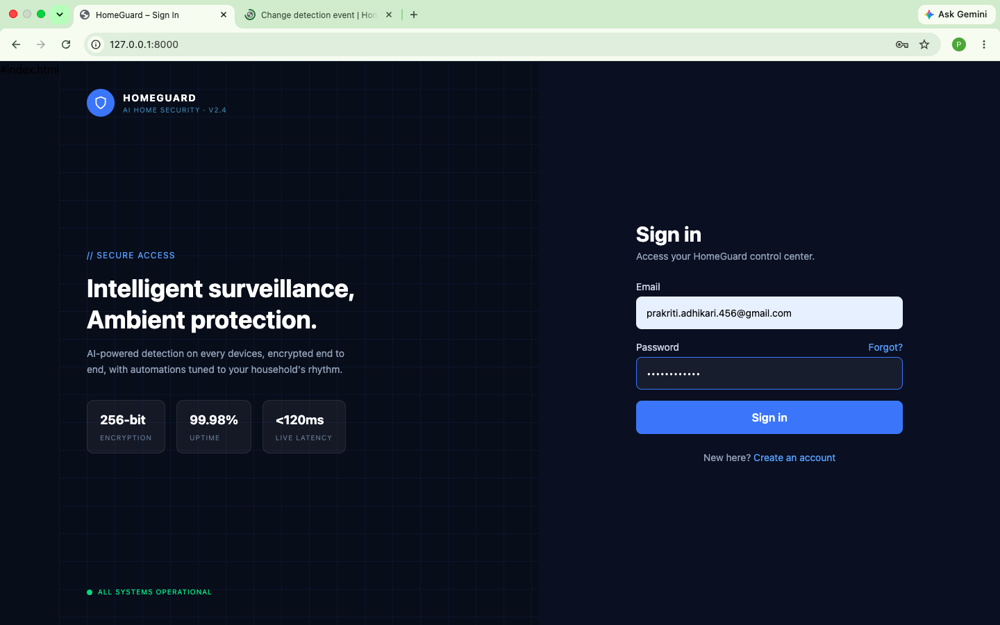 HomeGuard – Sign In
Change detection event | Hom
Ask Gemini
127.0.0.1:8000
P
#index.html
HOMEGUARD
AI HOME SECURITY · V2.4
// SECURE ACCESS
Intelligent surveillance,
Ambient protection.
AI-powered detection on every devices, encrypted end to
end, with automations tuned to your household's rhythm.
256-bit
ENCRYPTION
99.98%
UPTIME
<120ms
LIVE LATENCY
ALL SYSTEMS OPERATIONAL
Sign in
Access your HomeGuard control center.
Email
prakriti.adhikari.456@gmail.com
Password
Forgot?
Sign in
New here? Create an account